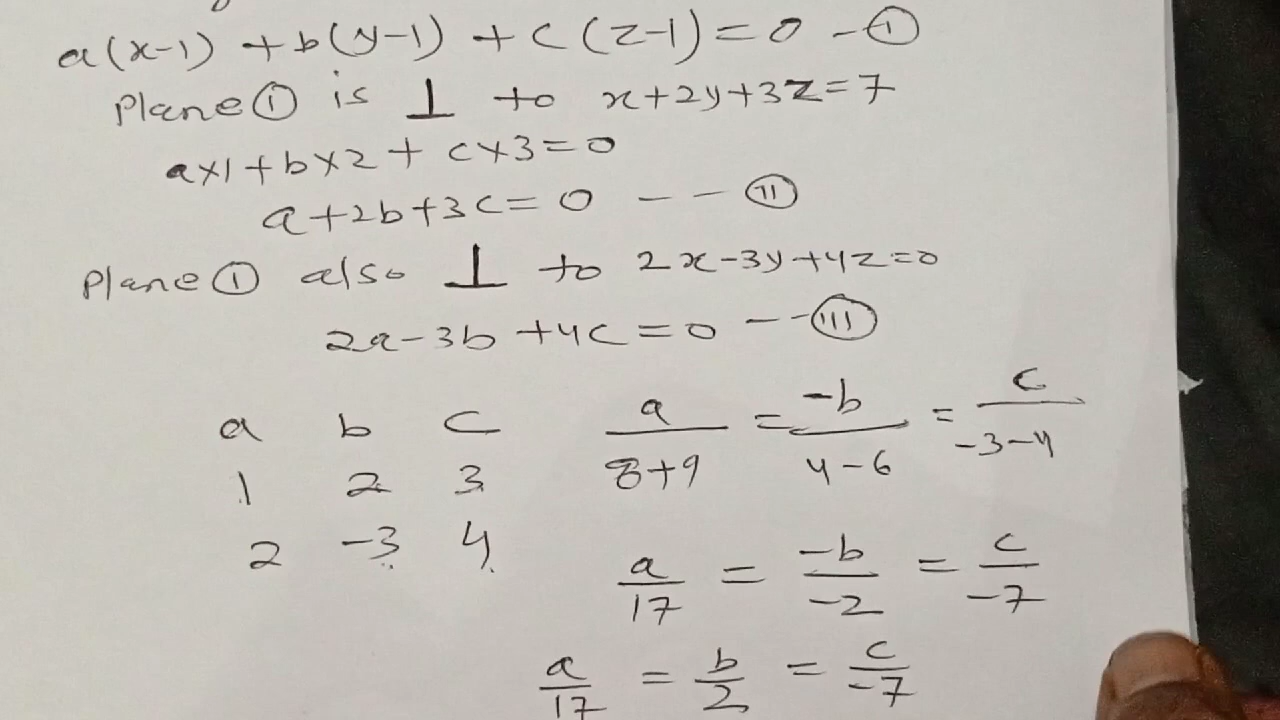 a(x-1) + b(y-1) + c(z-1) = 0 - ①
Plane ① is ⊥ to x+2y+3z=7
a×1+b×2+c×3=0
a+2b+3c=0 - - (II)
Plane ① also ⊥ to 2x-3y+4z=0
2a-3b+4c=0 - - (III)
a b c
1 2 3
2 -3 4
a/(8+9) = -b/(4-6) = c/(-3-4)
a/17 = -b/-2 = c/-7
a/17 = b/2 = c/-7